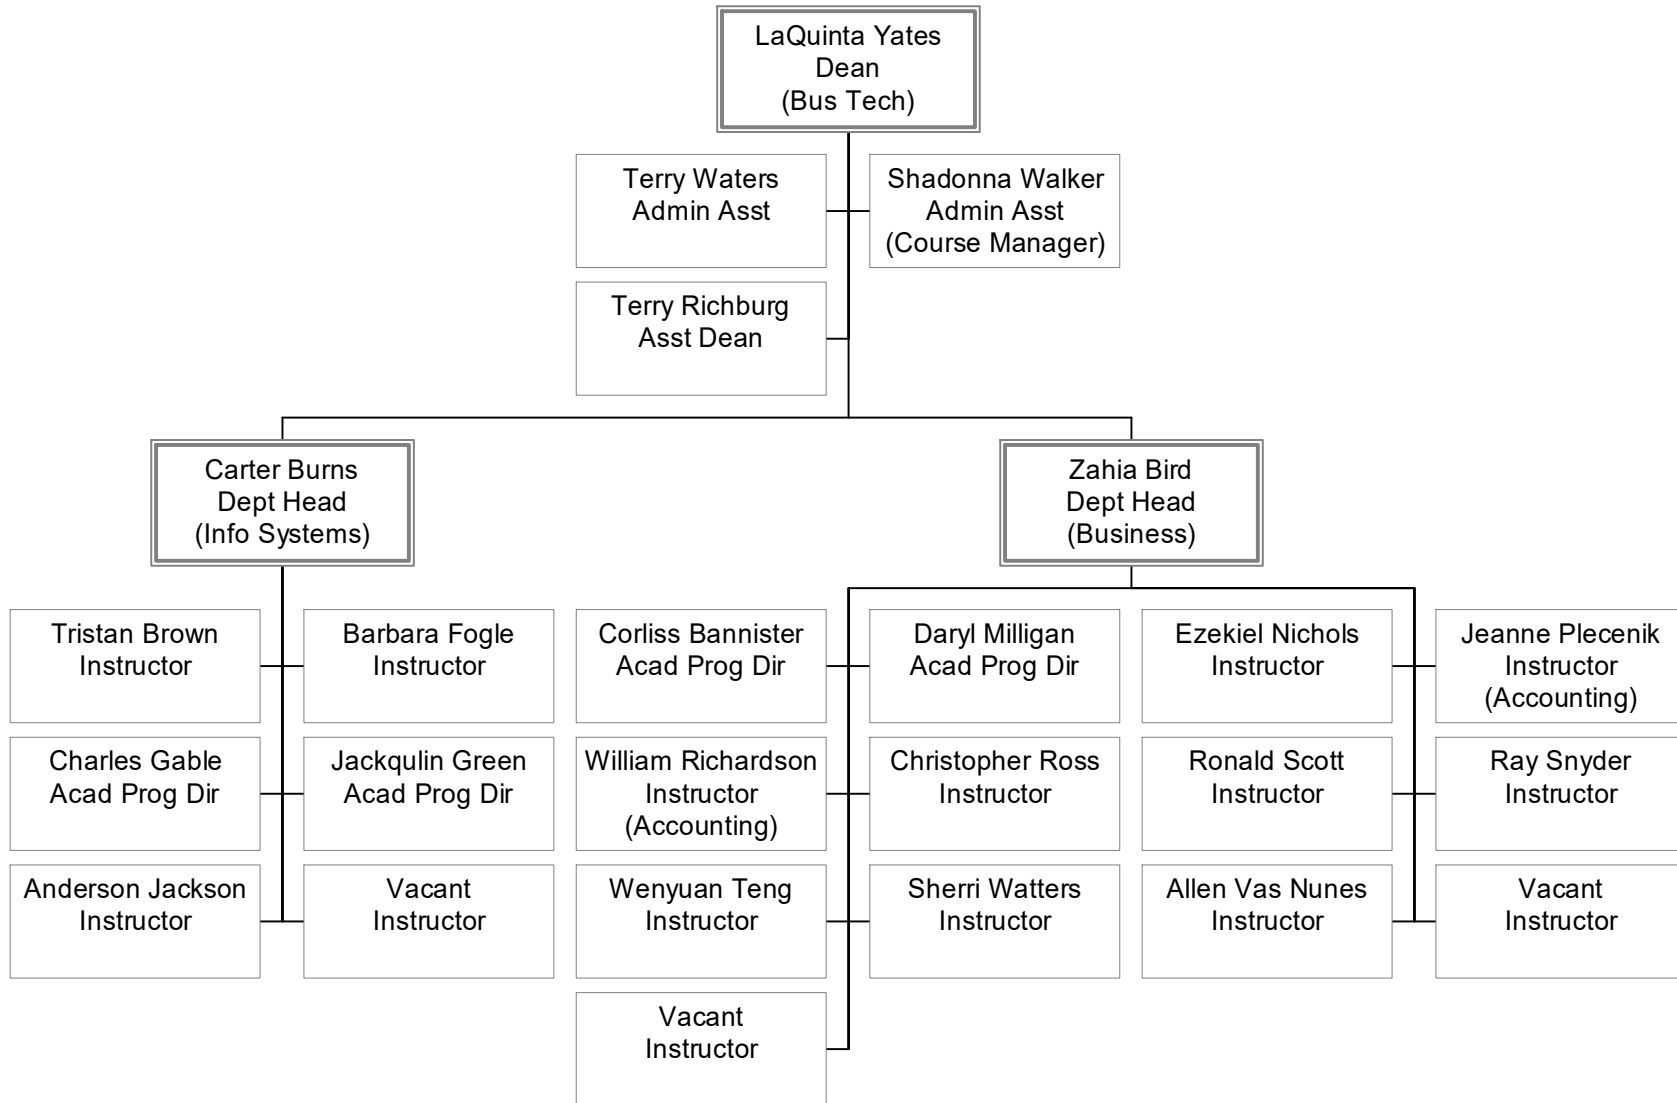 LaQuinta Yates
Dean
(Bus Tech)
Terry Waters
Admin Asst
Shadonna Walker
Admin Asst
(Course Manager)
Terry Richburg
Asst Dean
Carter Burns
Dept Head
(Info Systems)
Zahia Bird
Dept Head
(Business)
Tristan Brown
Instructor
Barbara Fogle
Instructor
Corliss Bannister
Acad Prog Dir
Daryl Milligan
Acad Prog Dir
Ezekiel Nichols
Instructor
Jeanne Plecenik
Instructor
(Accounting)
Charles Gable
Acad Prog Dir
Jackqulin Green
Acad Prog Dir
William Richardson
Instructor
(Accounting)
Christopher Ross
Instructor
Ronald Scott
Instructor
Ray Snyder
Instructor
Anderson Jackson
Instructor
Vacant
Instructor
Wenyuan Teng
Instructor
Sherri Watters
Instructor
Allen Vas Nunes
Instructor
Vacant
Instructor
Vacant
Instructor